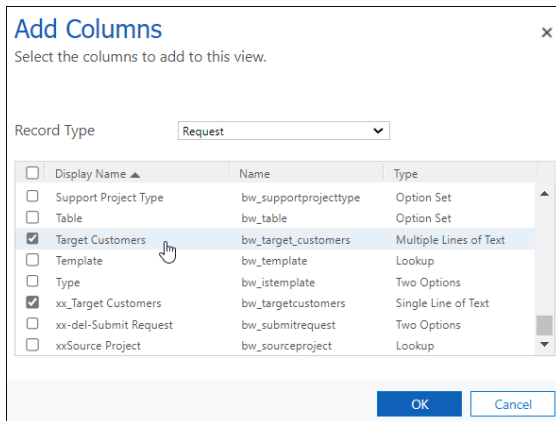 Add Columns
Select the columns to add to this view.
Record Type Request
Display Name Name Type
Support Project Type bw_supportprojecttype Option Set
Table bw_table Option Set
Target Customers bw_target_customers Multiple Lines of Text
Template bw_template Lookup
Type bw_istemplate Two Options
xx_Target Customers bw_targetcustomers Single Line of Text
xx-del-Submit Request bw_submitrequest Two Options
xxSource Project bw_sourceproject Lookup
OK Cancel